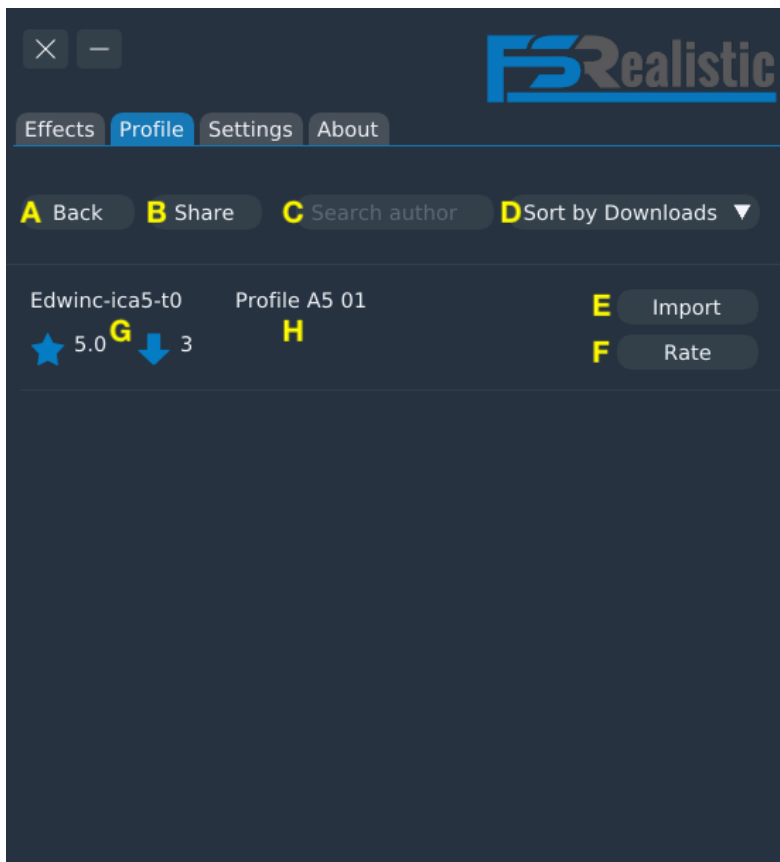 FSRealistic
Effects Profile Settings About
A Back B Share C Search author D Sort by Downloads ▼
Edwinc-ica5-t0 Profile A5 01 E Import
5.0 G 3 H F Rate